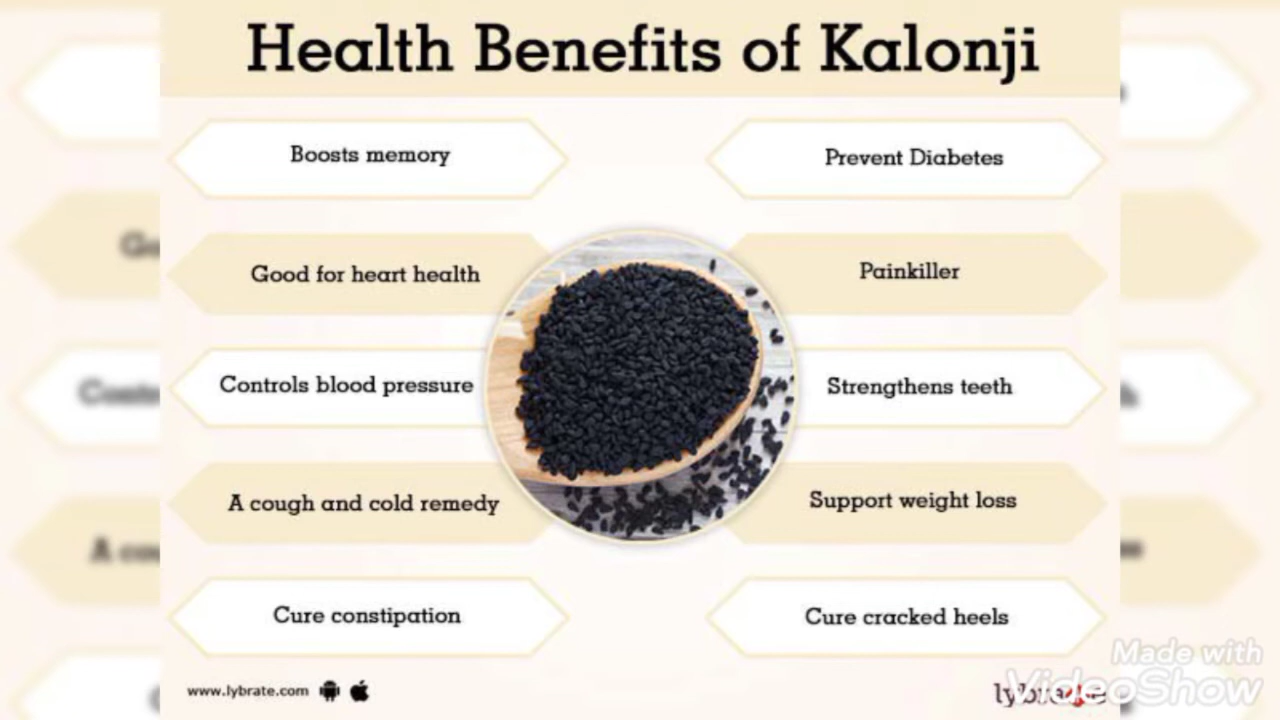 Health Benefits of Kalonji
Boosts memory
Prevent Diabetes
Good for heart health
Painkiller
Controls blood pressure
Strengthens teeth
A cough and cold remedy
Support weight loss
Cure constipation
Cure cracked heels
www.lybrate.com
lybrate
Made with
VideoShow